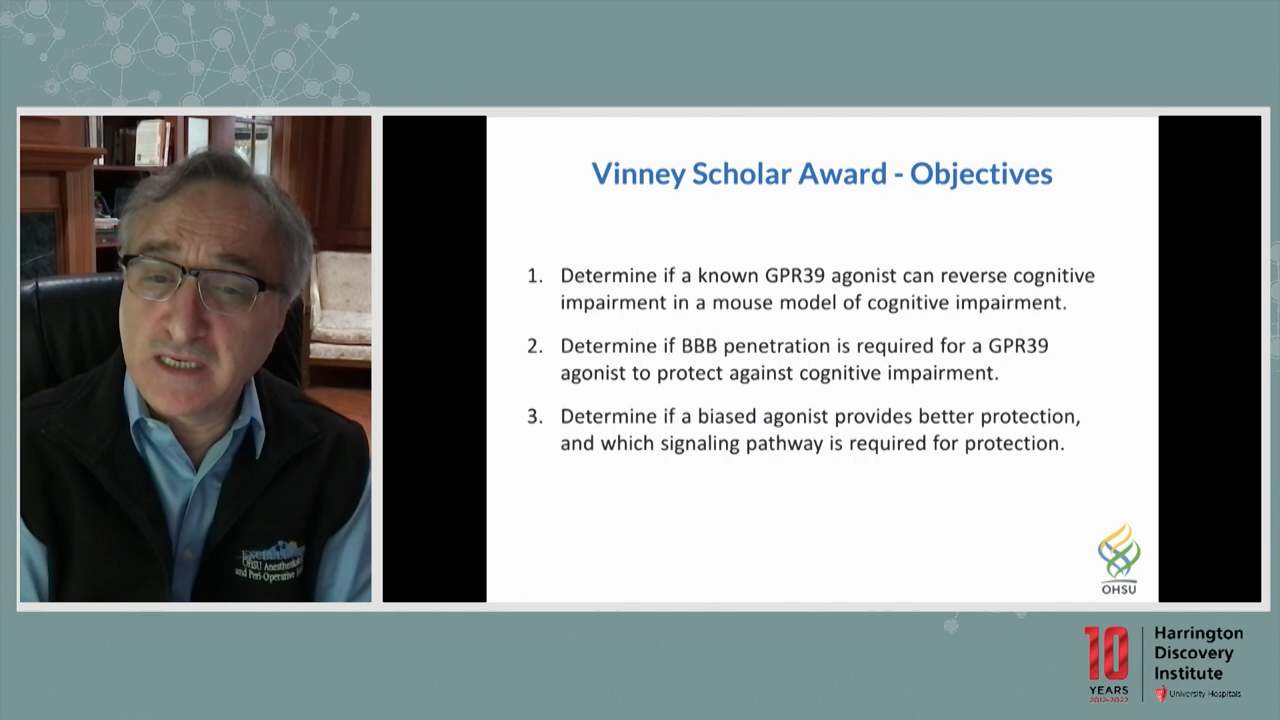 Vinney Scholar Award - Objectives
1. Determine if a known GPR39 agonist can reverse cognitive
impairment in a mouse model of cognitive impairment.
2. Determine if BBB penetration is required for a GPR39
agonist to protect against cognitive impairment.
3. Determine if a biased agonist provides better protection,
and which signaling pathway is required for protection.
OHSU
OHSU
and Peri-Operative
10
YEARS
2012-2022
Harrington
Discovery
Institute
University Hospitals